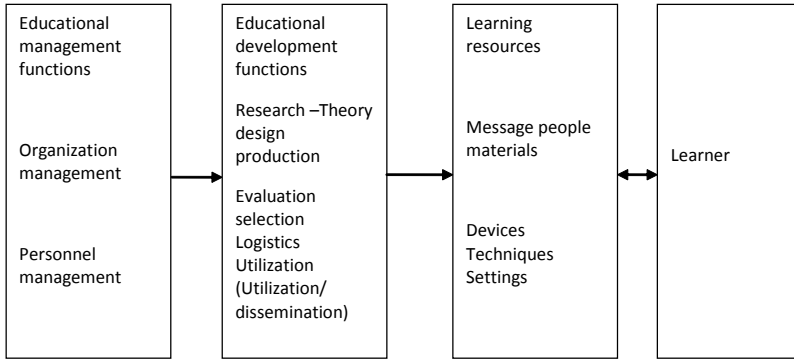 Educational
management
functions
Organization
management
Personnel
management
Educational
development
functions
Research –Theory
design
production
Evaluation
selection
Logistics
Utilization
(Utilization/
dissemination)
Learning
resources
Message people
materials
Devices
Techniques
Settings
Learner